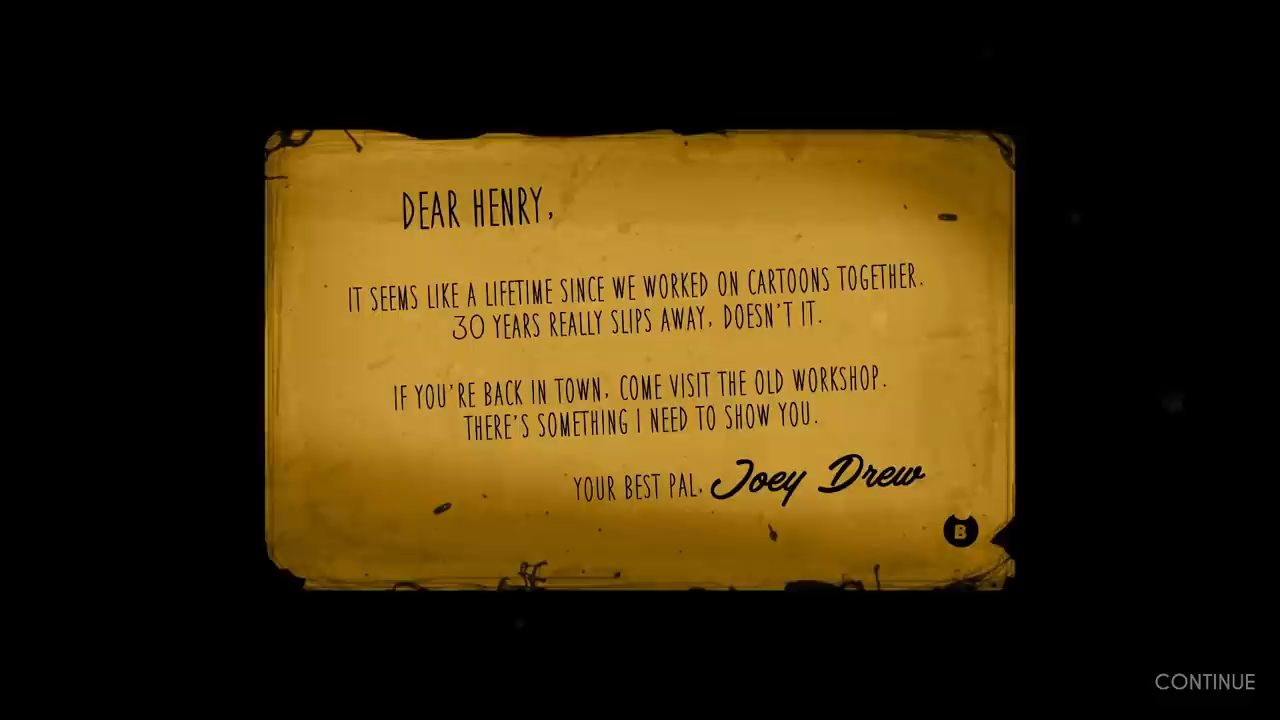 DEAR HENRY,
IT SEEMS LIKE A LIFETIME SINCE WE WORKED ON CARTOONS TOGETHER.
30 YEARS REALLY SLIPS AWAY, DOESN'T IT.
IF YOU'RE BACK IN TOWN, COME VISIT THE OLD WORKSHOP.
THERE'S SOMETHING I NEED TO SHOW YOU.
YOUR BEST PAL, Joey Drew
B
CONTINUE